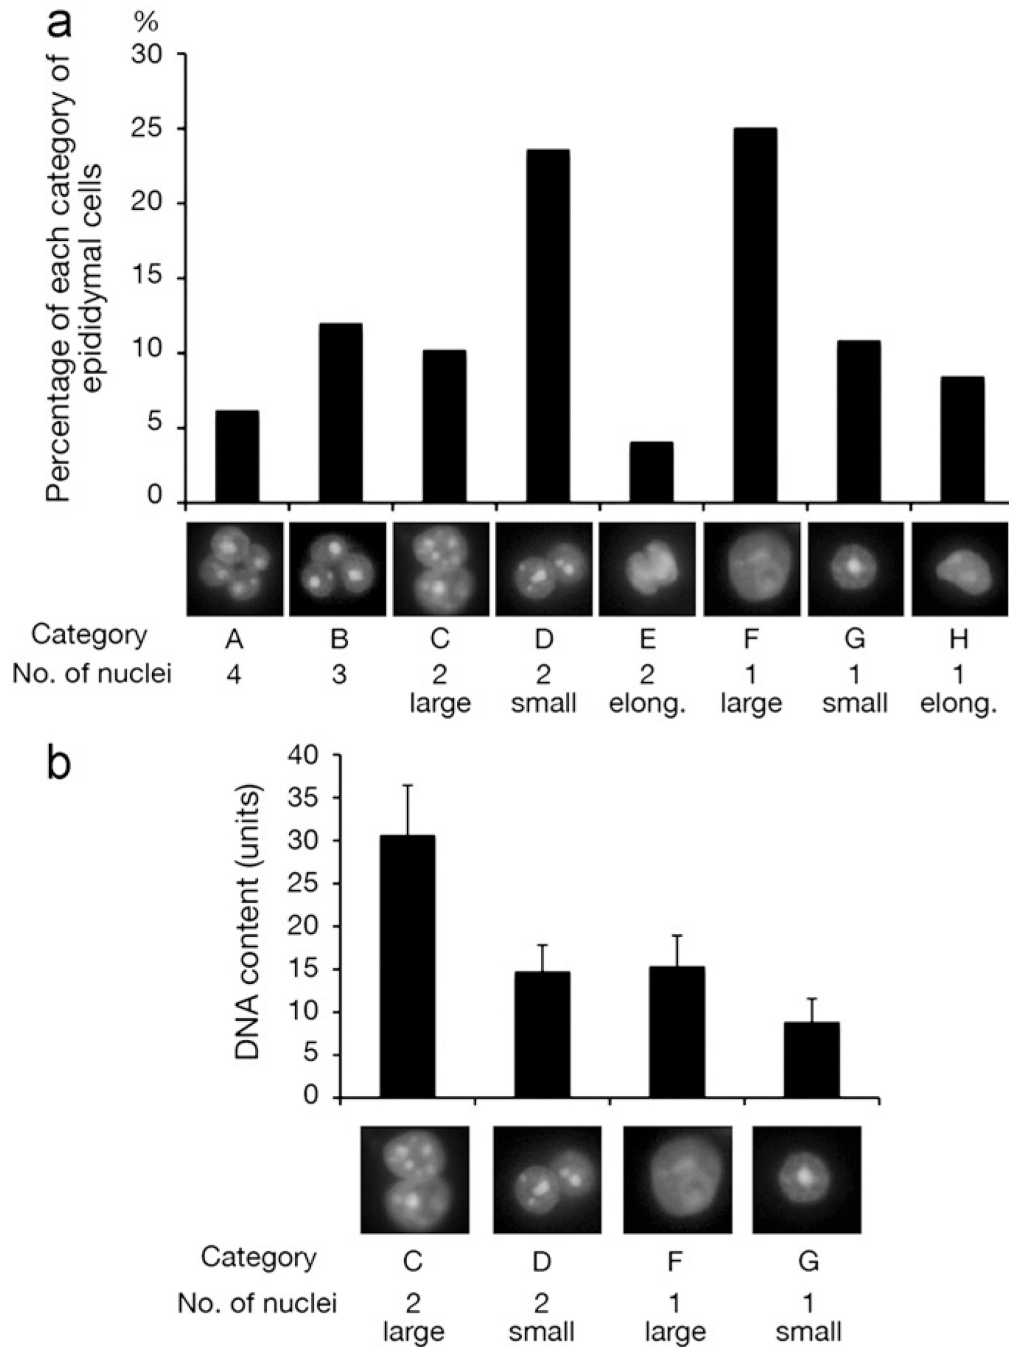 a
%
Percentage of each category of
epididymal cells
30
25
20
15
10
5
0
Category A B C D E F G H
No. of nuclei 4 3 2 2 2 1 1 1
large small elong. large small elong.
b
DNA content (units)
40
35
30
25
20
15
10
5
0
Category C D F G
No. of nuclei 2 2 1 1
large small large small